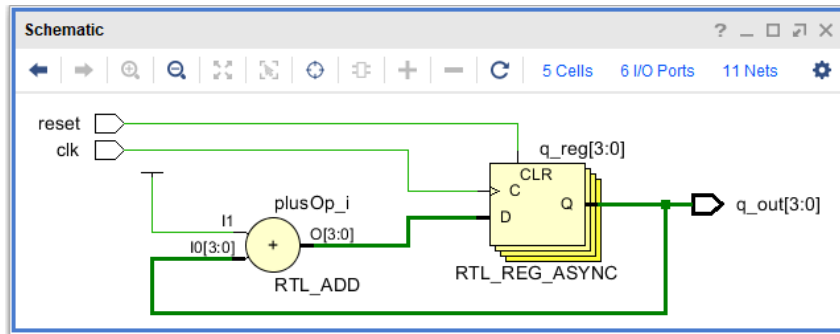 Schematic
5 Cells 6 I/O Ports 11 Nets
reset
clk
q_reg[3:0]
CLR
C
plusOp_i
Q
q_out[3:0]
D
I1
I0[3:0]
+
O[3:0]
RTL_ADD
RTL_REG_ASYNC